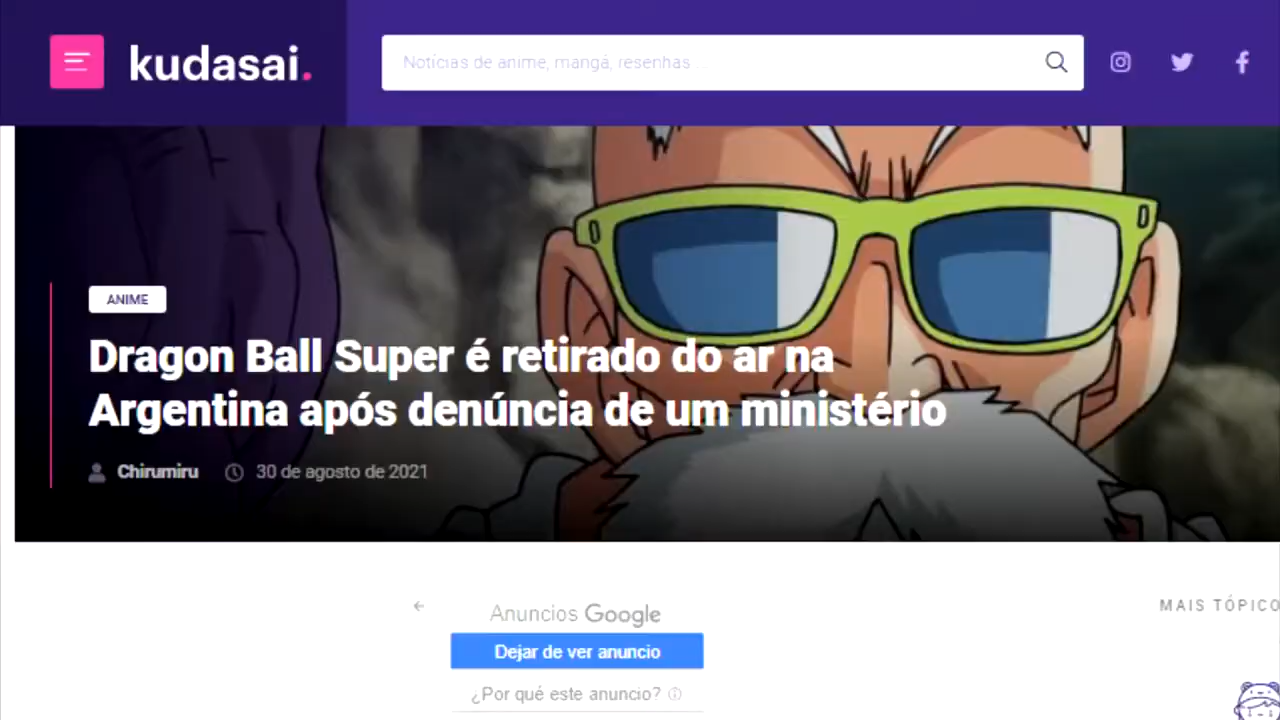 kudasai.
Notícias de anime, mangá, resenhas ...
ANIME
Dragon Ball Super é retirado do ar na
Argentina após denúncia de um ministério
Chirumiru 30 de agosto de 2021
Anuncios Google
MAIS TÓPICO
Dejar de ver anuncio
¿Por qué este anuncio?